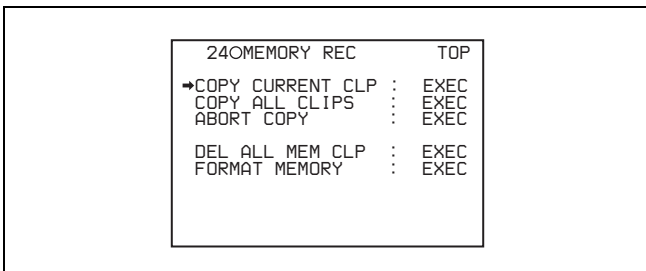 24○MEMORY REC TOP
➡COPY CURRENT CLP : EXEC
COPY ALL CLIPS : EXEC
ABORT COPY : EXEC
DEL ALL MEM CLP : EXEC
FORMAT MEMORY : EXEC